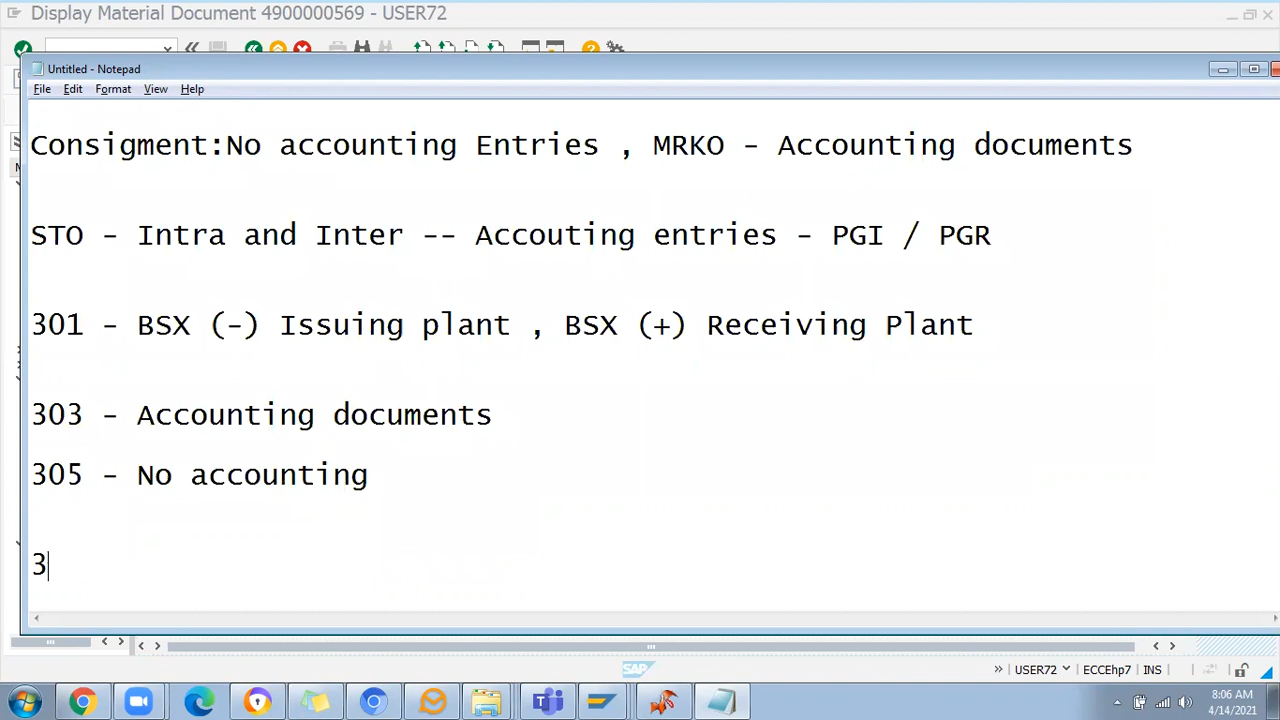 Display Material Document 4900000569 - USER72
Untitled - Notepad
File Edit Format View Help
Consigment:No accounting Entries , MRKO - Accounting documents
STO - Intra and Inter -- Accouting entries - PGI / PGR
301 - BSX (-) Issuing plant , BSX (+) Receiving Plant
303 - Accounting documents
305 - No accounting
3
SAP
USER72 ECCEhp7 INS
8:06 AM
4/14/2021